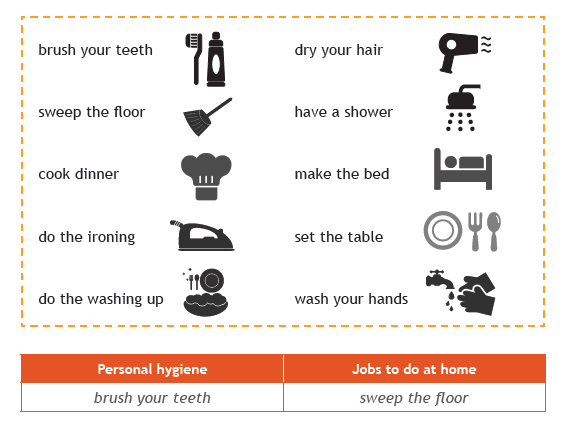 brush your teeth
dry your hair
sweep the floor
have a shower
cook dinner
make the bed
do the ironing
set the table
do the washing up
wash your hands
Personal hygiene
Jobs to do at home
brush your teeth
sweep the floor